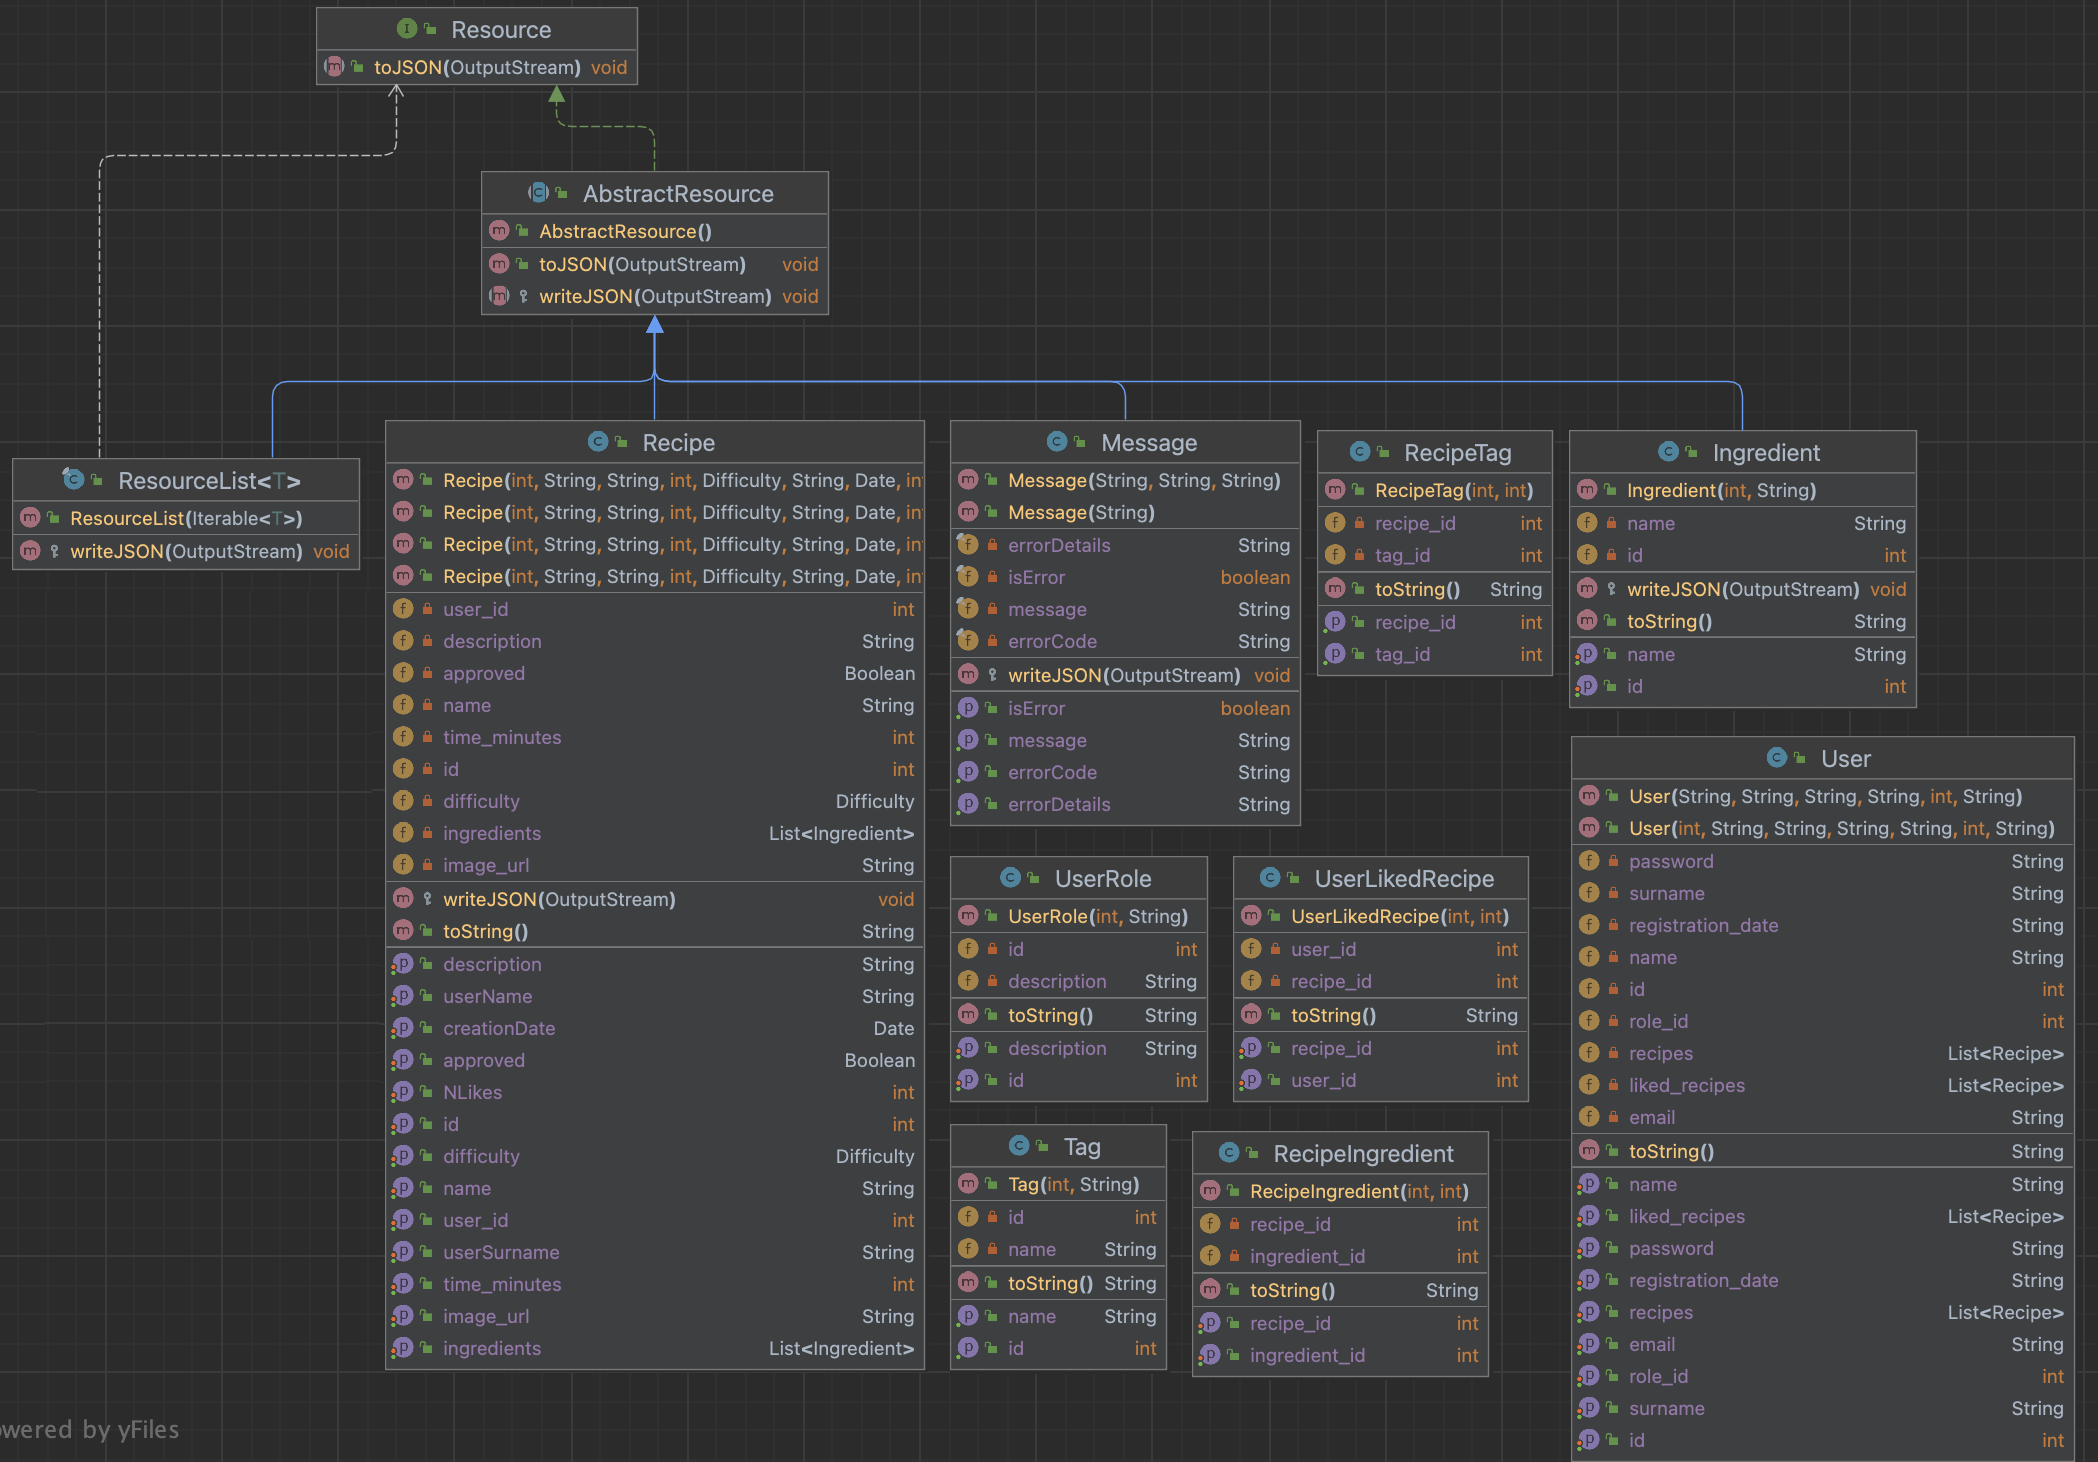 Resource
toJSON(OutputStream) void
AbstractResource
AbstractResource()
toJSON(OutputStream) void
writeJSON(OutputStream) void
ResourceList<T>
ResourceList(Iterable<T>)
writeJSON(OutputStream) void
Recipe
Recipe(int, String, String, int, Difficulty, String, Date, in
Recipe(int, String, String, int, Difficulty, String, Date, in
Recipe(int, String, String, int, Difficulty, String, Date, in
Recipe(int, String, String, int, Difficulty, String, Date, in
user_id int
description String
approved Boolean
name String
time_minutes int
id int
difficulty Difficulty
ingredients List<Ingredient>
image_url String
writeJSON(OutputStream) void
toString() String
description String
userName String
creationDate Date
approved Boolean
NLikes int
id int
difficulty Difficulty
name String
user_id int
userSurname String
time_minutes int
image_url String
ingredients List<Ingredient>
Message
Message(String, String, String)
Message(String)
errorDetails String
isError boolean
message String
errorCode String
writeJSON(OutputStream) void
isError boolean
message String
errorCode String
errorDetails String
RecipeTag
RecipeTag(int, int)
recipe_id int
tag_id int
toString() String
recipe_id int
tag_id int
Ingredient
Ingredient(int, String)
name String
id int
writeJSON(OutputStream) void
toString() String
name String
id int
UserRole
UserRole(int, String)
id int
description String
toString() String
description String
id int
UserLikedRecipe
UserLikedRecipe(int, int)
user_id int
recipe_id int
toString() String
recipe_id int
user_id int
Tag
Tag(int, String)
id int
name String
toString() String
name String
id int
RecipeIngredient
RecipeIngredient(int, int)
recipe_id int
ingredient_id int
toString() String
recipe_id int
ingredient_id int
User
User(String, String, String, String, int, String)
User(int, String, String, String, String, int, String)
password String
surname String
registration_date String
name String
id int
role_id int
recipes List<Recipe>
liked_recipes List<Recipe>
email String
toString() String
name String
liked_recipes List<Recipe>
password String
registration_date String
recipes List<Recipe>
email String
role_id int
surname String
id int
owered by yFiles